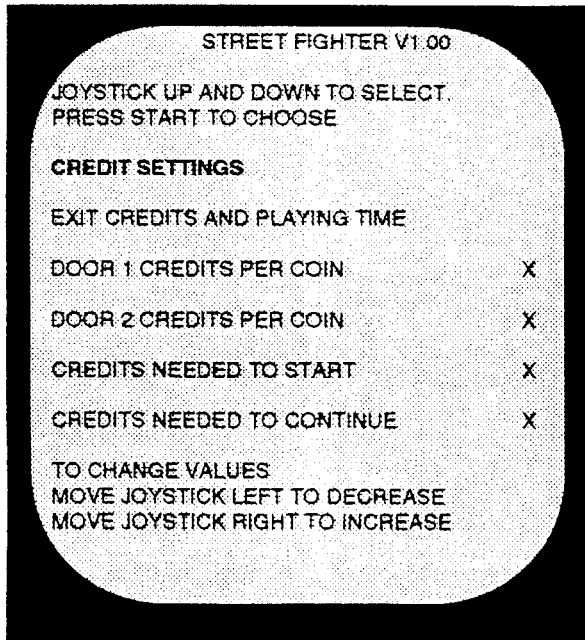 STREET FIGHTER V1.00
JOYSTICK UP AND DOWN TO SELECT.
PRESS START TO CHOOSE
CREDIT SETTINGS
EXIT CREDITS AND PLAYING TIME
DOOR 1 CREDITS PER COIN X
DOOR 2 CREDITS PER COIN X
CREDITS NEEDED TO START X
CREDITS NEEDED TO CONTINUE X
TO CHANGE VALUES
MOVE JOYSTICK LEFT TO DECREASE
MOVE JOYSTICK RIGHT TO INCREASE